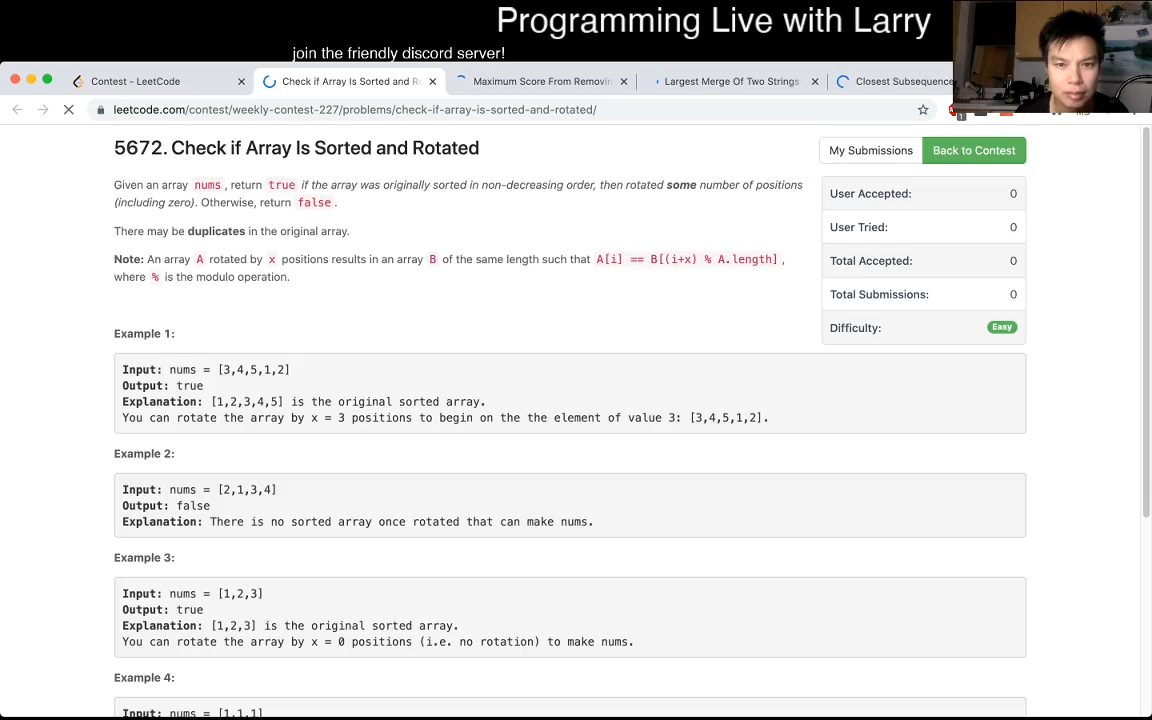 Programming Live with Larry
join the friendly discord server!
Contest - LeetCode
Check if Array Is Sorted and R
Maximum Score From Removin
Largest Merge Of Two Strings
Closest Subsequence
leetcode.com/contest/weekly-contest-227/problems/check-if-array-is-sorted-and-rotated/
5672. Check if Array Is Sorted and Rotated
My Submissions
Back to Contest
Given an array nums, return true if the array was originally sorted in non-decreasing order, then rotated some number of positions
(including zero). Otherwise, return false.
There may be duplicates in the original array.
Note: An array A rotated by x positions results in an array B of the same length such that A[i] == B[(i+x) % A.length],
where % is the modulo operation.
User Accepted: 0
User Tried: 0
Total Accepted: 0
Total Submissions: 0
Difficulty: Easy
Example 1:
Input: nums = [3,4,5,1,2]
Output: true
Explanation: [1,2,3,4,5] is the original sorted array.
You can rotate the array by x = 3 positions to begin on the the element of value 3: [3,4,5,1,2].
Example 2:
Input: nums = [2,1,3,4]
Output: false
Explanation: There is no sorted array once rotated that can make nums.
Example 3:
Input: nums = [1,2,3]
Output: true
Explanation: [1,2,3] is the original sorted array.
You can rotate the array by x = 0 positions (i.e. no rotation) to make nums.
Example 4:
Input: nums = [1,1,1]